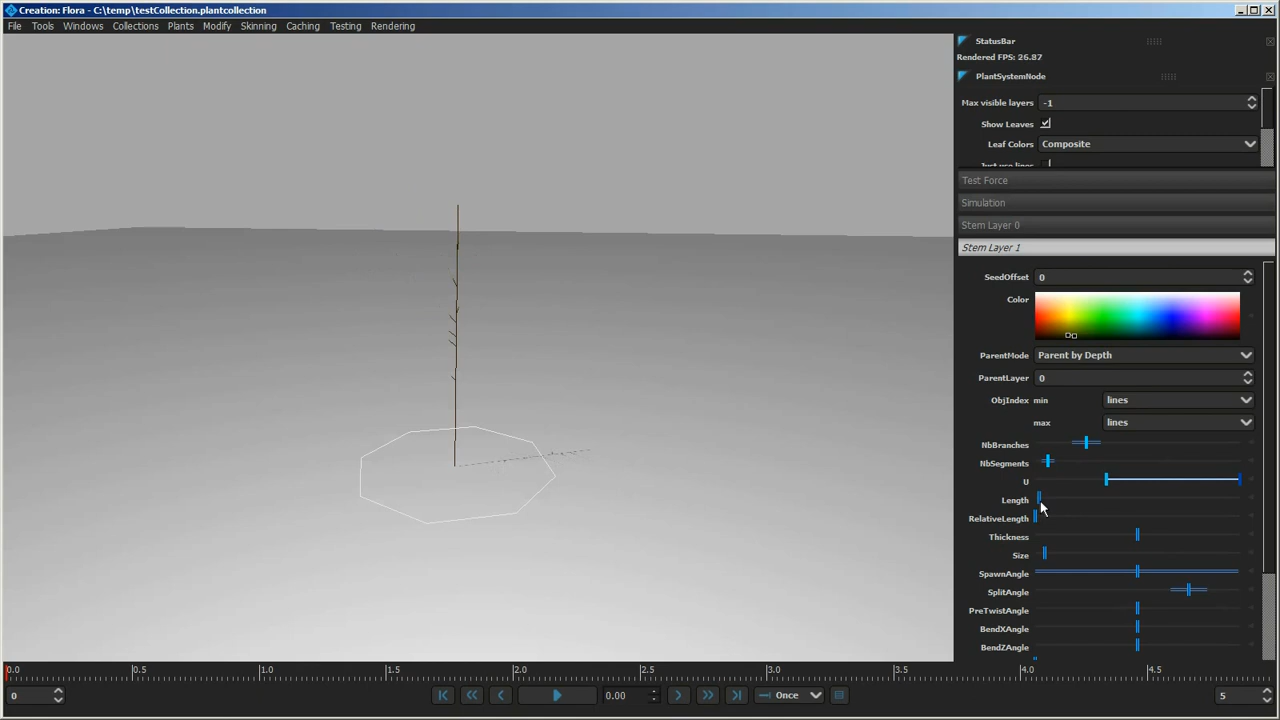 Creation: Flora - C:\temp\testCollection.plantcollection
File Tools Windows Collections Plants Modify Skinning Caching Testing Rendering
StatusBar
Rendered FPS: 26.87
PlantSystemNode
Max visible layers -1
Show Leaves
Leaf Colors Composite
Just use lines
Test Force
Simulation
Stem Layer 0
Stem Layer 1
SeedOffset 0
Color
ParentMode Parent by Depth
ParentLayer 0
ObjIndex min lines
max lines
NbBranches
NbSegments
U
Length
RelativeLength
Thickness
Size
SpawnAngle
SplitAngle
PreTwistAngle
BendXAngle
BendZAngle
0.0 0.5 1.0 1.5 2.0 2.5 3.0 3.5 4.0 4.5
0 0.00 Once 5